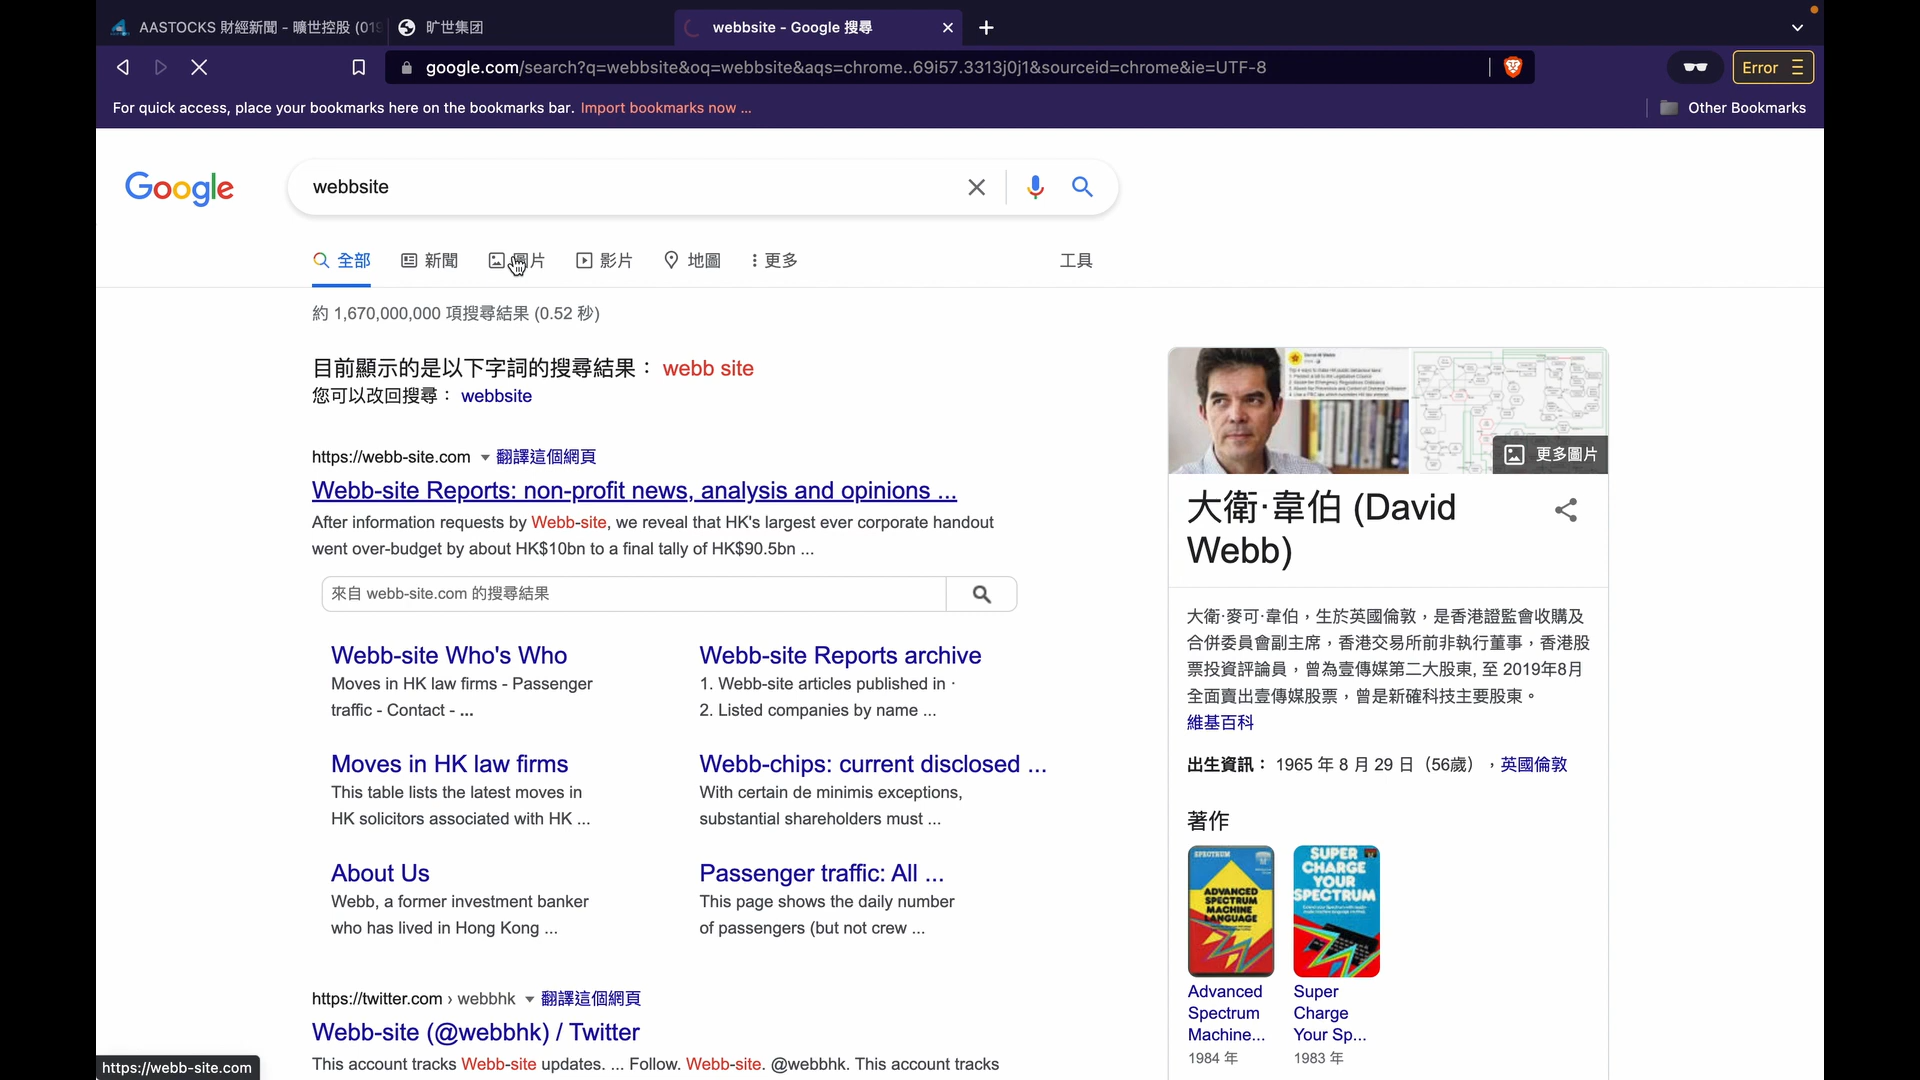 AASTOCKS 財經新聞 - 曠世控股 (019
旷世集团
webbsite - Google 搜尋
google.com/search?q=webbsite&oq=webbsite&aqs=chrome..69i57.3313j0j1&sourceid=chrome&ie=UTF-8
Error
For quick access, place your bookmarks here on the bookmarks bar. Import bookmarks now ...
Other Bookmarks
Google
webbsite
全部 新聞 圖片 影片 地圖 更多 工具
約 1,670,000,000 項搜尋結果 (0.52 秒)
目前顯示的是以下字詞的搜尋結果： webb site
您可以改回搜尋： webbsite
https://webb-site.com 翻譯這個網頁
Webb-site Reports: non-profit news, analysis and opinions ...
After information requests by Webb-site, we reveal that HK's largest ever corporate handout
went over-budget by about HK$10bn to a final tally of HK$90.5bn ...
來自 webb-site.com 的搜尋結果
Webb-site Who's Who
Moves in HK law firms - Passenger
traffic - Contact - ...
Webb-site Reports archive
1. Webb-site articles published in ·
2. Listed companies by name ...
Moves in HK law firms
This table lists the latest moves in
HK solicitors associated with HK ...
Webb-chips: current disclosed ...
With certain de minimis exceptions,
substantial shareholders must ...
About Us
Webb, a former investment banker
who has lived in Hong Kong ...
Passenger traffic: All ...
This page shows the daily number
of passengers (but not crew ...
https://twitter.com › webbhk 翻譯這個網頁
Webb-site (@webbhk) / Twitter
This account tracks Webb-site updates. ... Follow. Webb-site. @webbhk. This account tracks
https://webb-site.com
更多圖片
大衛·韋伯 (David
Webb)
大衛·麥可·韋伯，生於英國倫敦，是香港證監會收購及
合併委員會副主席，香港交易所前非執行董事，香港股
票投資評論員，曾為壹傳媒第二大股東, 至 2019年8月
全面賣出壹傳媒股票，曾是新確科技主要股東。
維基百科
出生資訊： 1965 年 8 月 29 日（56歲），英國倫敦
著作
SPECTRUM
ADVANCED
SPECTRUM
MACHINE
LANGUAGE
SUPER
CHARGE
YOUR
SPECTRUM
Advanced
Spectrum
Machine...
1984 年
Super
Charge
Your Sp...
1983 年